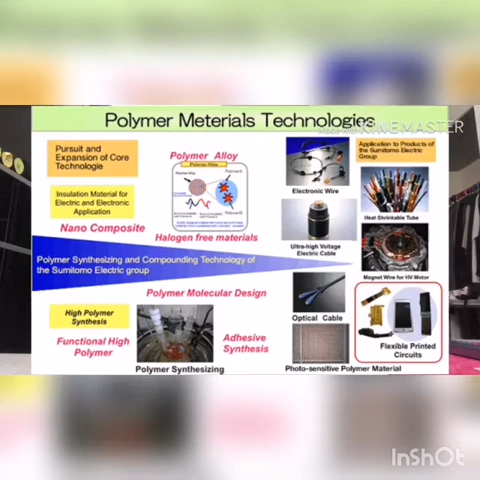 Polymer Meterials Technologies
KINEMASTER
Pursuit and
Expansion of Core
Technologie
Polymer Alloy
Application to Products of
the Sumitomo Electric
Group
Insulation Material for
Electric and Electronic
Application
Electronic Wire
Heat Shrinkable Tube
Nano Composite
Halogen free materials
Ultra-high Voltage
Electric Cable
Polymer Synthesizing and Compounding Technology of
the Sumitomo Electric group
Magnet Wire for HV Motor
Polymer Molecular Design
High Polymer
Synthesis
Optical Cable
Functional High
Polymer
Adhesive
Synthesis
Flexible Printed
Circuits
Polymer Synthesizing
Photo-sensitive Polymer Material
InShOt